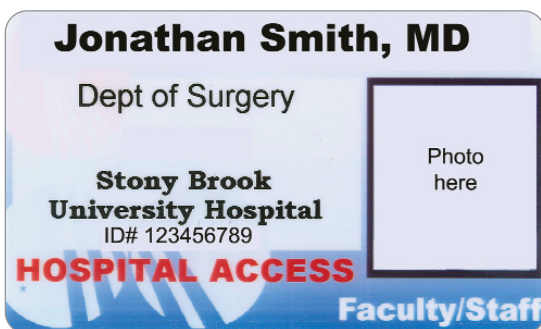 Jonathan Smith, MD
Dept of Surgery
Photo
here
Stony Brook
University Hospital
ID# 123456789
HOSPITAL ACCESS
Faculty/Staff